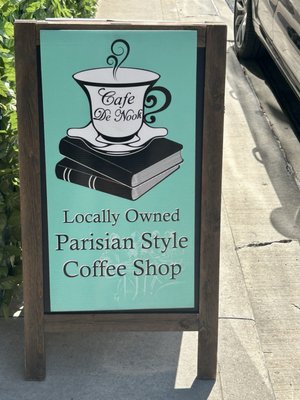 Cafe
De Nook
Locally Owned
Parisian Style
Coffee Shop